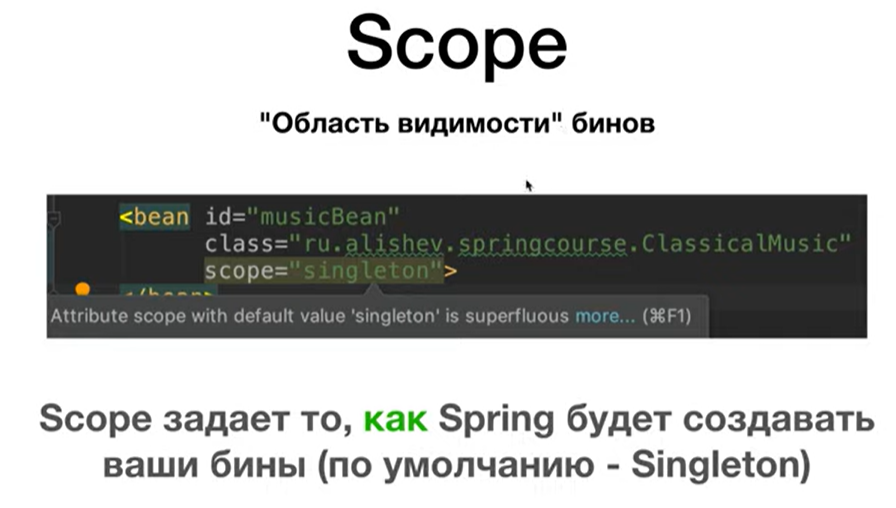 Scope
"Область видимости" бинов
<bean id="musicBean"
class="ru.alishev.springcourse.ClassicalMusic"
scope="singleton">
</bean>
Attribute scope with default value 'singleton' is superfluous more... (⌘F1)
Scope задает то, как Spring будет создавать
ваши бины (по умолчанию - Singleton)